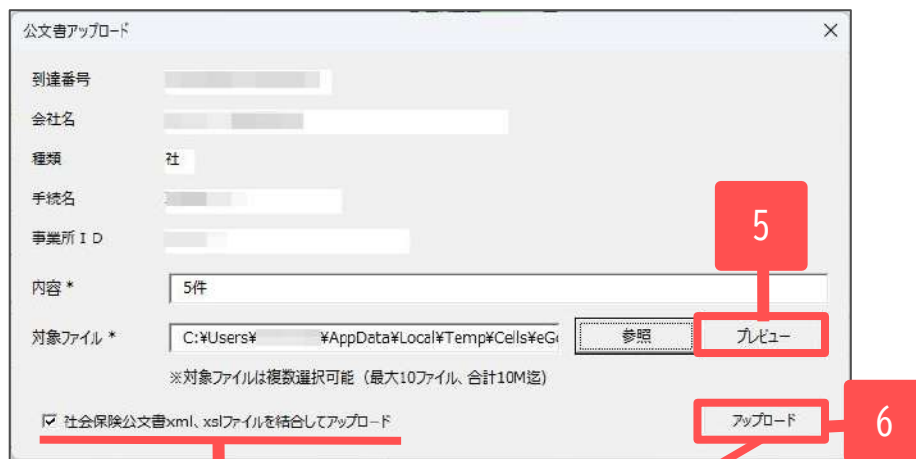 公文書アップロード
到達番号
会社名
種類 社
手続名
事業所ＩＤ
5
内容 * 5件
対象ファイル * C:¥Users¥ ¥AppData¥Local¥Temp¥Cells¥eG 参照 プレビュー
※対象ファイルは複数選択可能（最大10ファイル、合計10M迄）
社会保険公文書xml、xslファイルを結合してアップロード アップロード 6